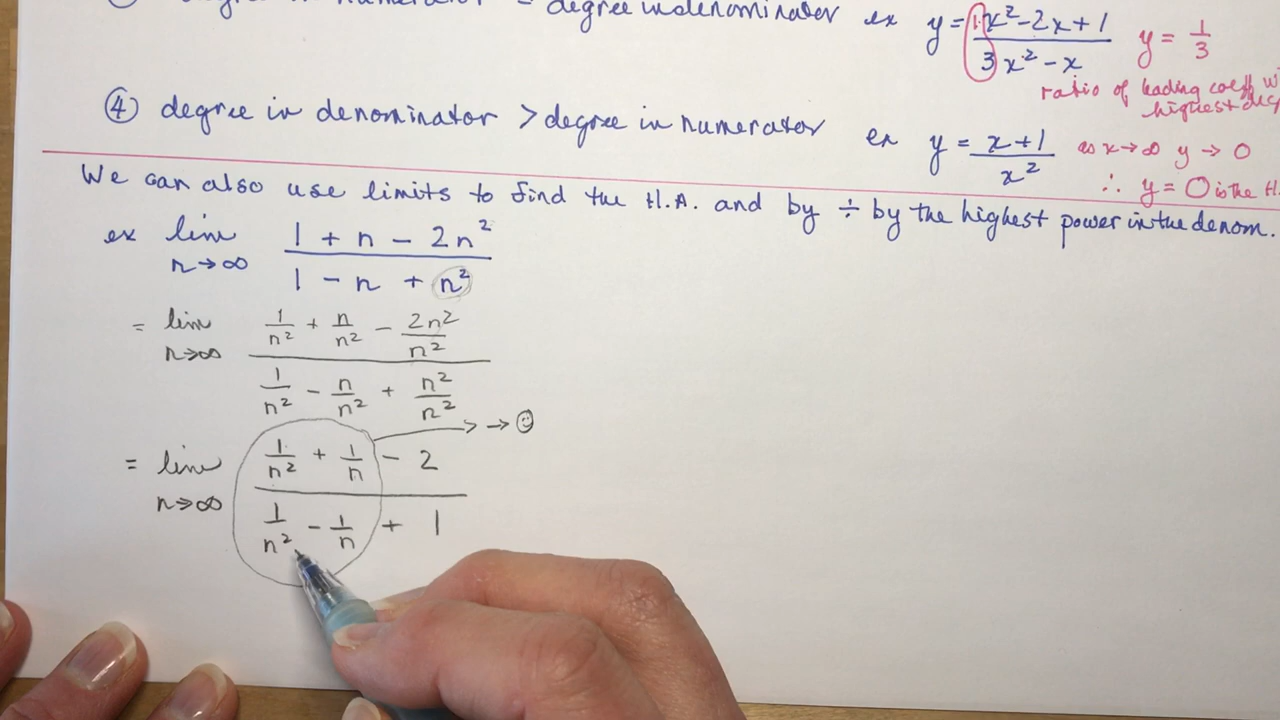 degree in numerator = degree in denominator ex y = 1x² - 2x + 1 / 3x² - x y = 1/3
ratio of leading coeff w
highest deg
④ degree in denominator > degree in numerator ex y = x+1 / x² as x→∞ y → 0
∴ y = 0 is the H.
We can also use limits to find the H.A. and by ÷ by the highest power in the denom.
ex lim n→∞ 1 + n - 2n² / 1 - n + n²
= lim n→∞ 1/n² + n/n² - 2n²/n² / 1/n² - n/n² + n²/n²
→ 0
= lim n→∞ 1/n² + 1/n - 2 / 1/n² - 1/n + 1